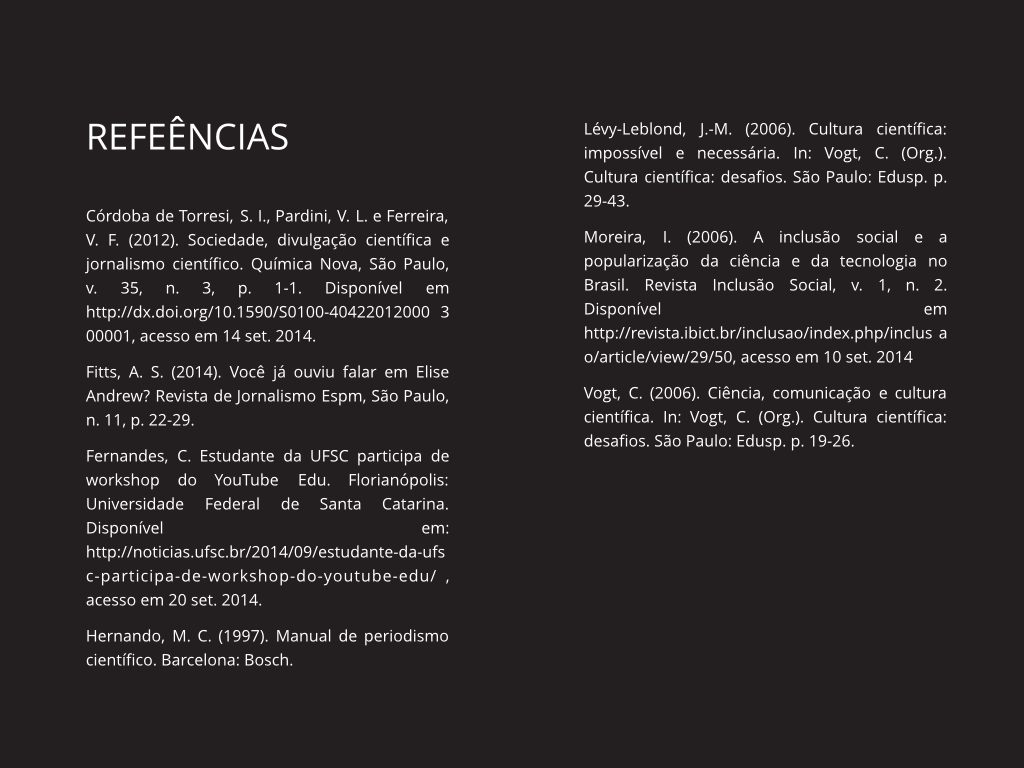 REFEÊNCIAS
Córdoba de Torresi, S. I., Pardini, V. L. e Ferreira,
V. F. (2012). Sociedade, divulgação científica e
jornalismo científico. Química Nova, São Paulo,
v. 35, n. 3, p. 1-1. Disponível em
http://dx.doi.org/10.1590/S0100-40422012000 3
00001, acesso em 14 set. 2014.
Fitts, A. S. (2014). Você já ouviu falar em Elise
Andrew? Revista de Jornalismo Espm, São Paulo,
n. 11, p. 22-29.
Fernandes, C. Estudante da UFSC participa de
workshop do YouTube Edu. Florianópolis:
Universidade Federal de Santa Catarina.
Disponível em:
http://noticias.ufsc.br/2014/09/estudante-da-ufs
c-participa-de-workshop-do-youtube-edu/ ,
acesso em 20 set. 2014.
Hernando, M. C. (1997). Manual de periodismo
científico. Barcelona: Bosch.
Lévy-Leblond, J.-M. (2006). Cultura científica:
impossível e necessária. In: Vogt, C. (Org.).
Cultura científica: desafios. São Paulo: Edusp. p.
29-43.
Moreira, I. (2006). A inclusão social e a
popularização da ciência e da tecnologia no
Brasil. Revista Inclusão Social, v. 1, n. 2.
Disponível em
http://revista.ibict.br/inclusao/index.php/inclus a
o/article/view/29/50, acesso em 10 set. 2014
Vogt, C. (2006). Ciência, comunicação e cultura
científica. In: Vogt, C. (Org.). Cultura científica:
desafios. São Paulo: Edusp. p. 19-26.